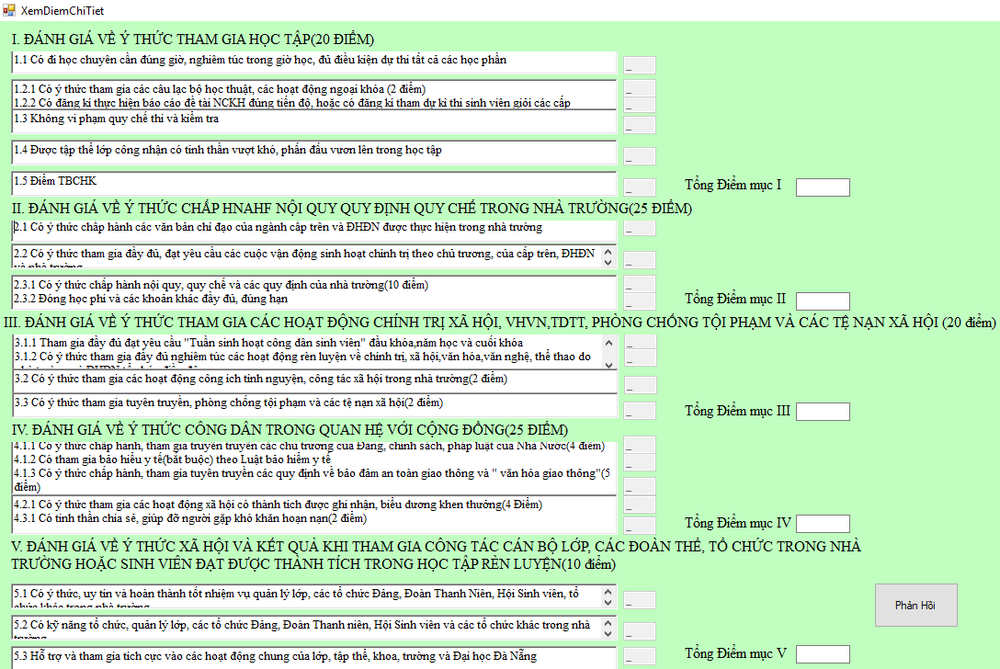 XemDiemChiTiet
I. ĐÁNH GIÁ VỀ Ý THỨC THAM GIA HỌC TẬP(20 ĐIỂM)
1.1 Có đi học chuyên cần đúng giờ, nghiêm túc trong giờ học, đủ điều kiện dự thi tất cả các học phần
_
1.2.1 Có ý thức tham gia các câu lạc bộ học thuật, các hoạt động ngoại khóa (2 điểm)
_
1.2.2 Có đăng kí thực hiện báo cáo đề tài NCKH đúng tiến độ, hoặc có đăng kí tham dự kì thi sinh viên giỏi các cấp
_
1.3 Không vi phạm quy chế thi và kiểm tra
_
1.4 Được tập thể lớp công nhận có tinh thần vượt khó, phấn đấu vươn lên trong học tập
_
1.5 Điểm TBCHK
_
Tổng Điểm mục I
II. ĐÁNH GIÁ VỀ Ý THỨC CHẤP HNAHF NỘI QUY QUY ĐỊNH QUY CHẾ TRONG NHÀ TRƯỜNG(25 ĐIỂM)
2.1 Có ý thức chấp hành các văn bản chỉ đạo của ngành cấp trên và ĐHĐN được thực hiện trong nhà trường
_
2.2 Có ý thức tham gia đầy đủ, đạt yêu cầu các cuộc vận động sinh hoạt chính trị theo chủ trương, của cấp trên, ĐHĐN
và nhà trường
_
2.3.1 Có ý thức chấp hành nội quy, quy chế và các quy định của nhà trường(10 điểm)
_
2.3.2 Đóng học phí và các khoản khác đầy đủ, đúng hạn
_
Tổng Điểm mục II
III. ĐÁNH GIÁ VỀ Ý THỨC THAM GIA CÁC HOẠT ĐỘNG CHÍNH TRỊ XÃ HỘI, VHVN,TDTT, PHÒNG CHỐNG TỘI PHẠM VÀ CÁC TỆ NẠN XÃ HỘI (20 điểm)
3.1.1 Tham gia đầy đủ đạt yêu cầu "Tuần sinh hoạt công dân sinh viên" đầu khóa,năm học và cuối khóa
_
3.1.2 Có ý thức tham gia đầy đủ nghiêm túc các hoạt động rèn luyện về chính trị, xã hội,văn hóa,văn nghệ, thể thao do
_
3.2 Có ý thức tham gia các hoạt động công ích tình nguyện, công tác xã hội trong nhà trường(2 điểm)
_
3.3 Có ý thức tham gia tuyên truyền, phòng chống tội phạm và các tệ nạn xã hội(2 điểm)
_
Tổng Điểm mục III
IV. ĐÁNH GIÁ VỀ Ý THỨC CÔNG DÂN TRONG QUAN HỆ VỚI CỘNG ĐỒNG(25 ĐIỂM)
4.1.1 Có ý thức chấp hành, tham gia truyên truyền các chủ trương của Đảng, chính sách, pháp luật của Nhà Nước(4 điểm)
_
4.1.2 Có tham gia bảo hiểu y tế(bắt buộc) theo Luật bảo hiểm y tế
_
4.1.3 Có ý thức chấp hành, tham gia tuyên truyền các quy định về bảo đảm an toàn giao thông và " văn hóa giao thông"(5
điểm)
_
4.2.1 Có ý thức tham gia các hoạt động xã hội có thành tích được ghi nhận, biểu dương khen thưởng(4 Điểm)
_
4.3.1 Có tinh thần chia sẻ, giúp đỡ người gặp khó khăn hoạn nạn(2 điểm)
_
Tổng Điểm mục IV
V. ĐÁNH GIÁ VỀ Ý THỨC XÃ HỘI VÀ KẾT QUẢ KHI THAM GIA CÔNG TÁC CÁN BỘ LỚP, CÁC ĐOÀN THỂ, TỔ CHỨC TRONG NHÀ
TRƯỜNG HOẶC SINH VIÊN ĐẠT ĐƯỢC THÀNH TÍCH TRONG HỌC TẬP RÈN LUYỆN(10 điểm)
5.1 Có ý thức, uy tín và hoàn thành tốt nhiệm vụ quản lý lớp, các tổ chức Đảng, Đoàn Thanh Niên, Hội Sinh viên, tổ
chức khác trong nhà trường
_
Phản Hồi
5.2 Có kỹ năng tổ chức, quản lý lớp, các tổ chức Đảng, Đoàn Thanh niên, Hội Sinh viên và các tổ chức khác trong nhà
trường
_
5.3 Hỗ trợ và tham gia tích cực vào các hoạt động chung của lớp, tập thể, khoa, trường và Đại học Đà Nẵng
_
Tổng Điểm mục V